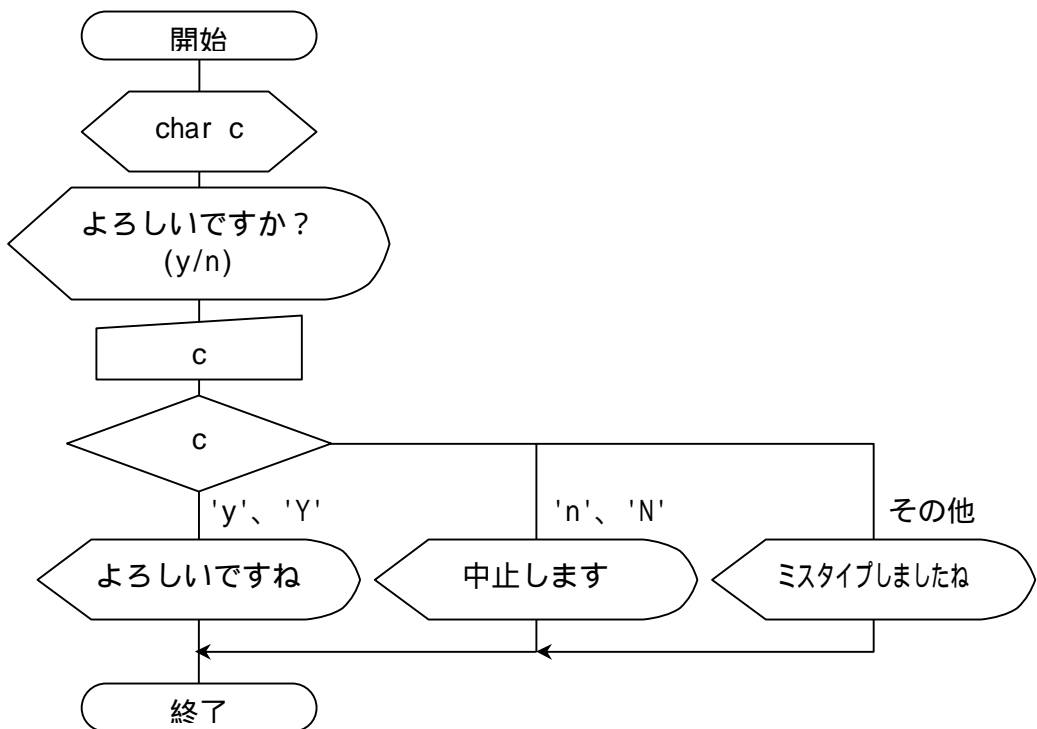 開始
char c
よろしいですか？
(y/n)
c
c
'y'、'Y'
'n'、'N'
その他
よろしいですね
中止します
ミスタイプしましたね
終了